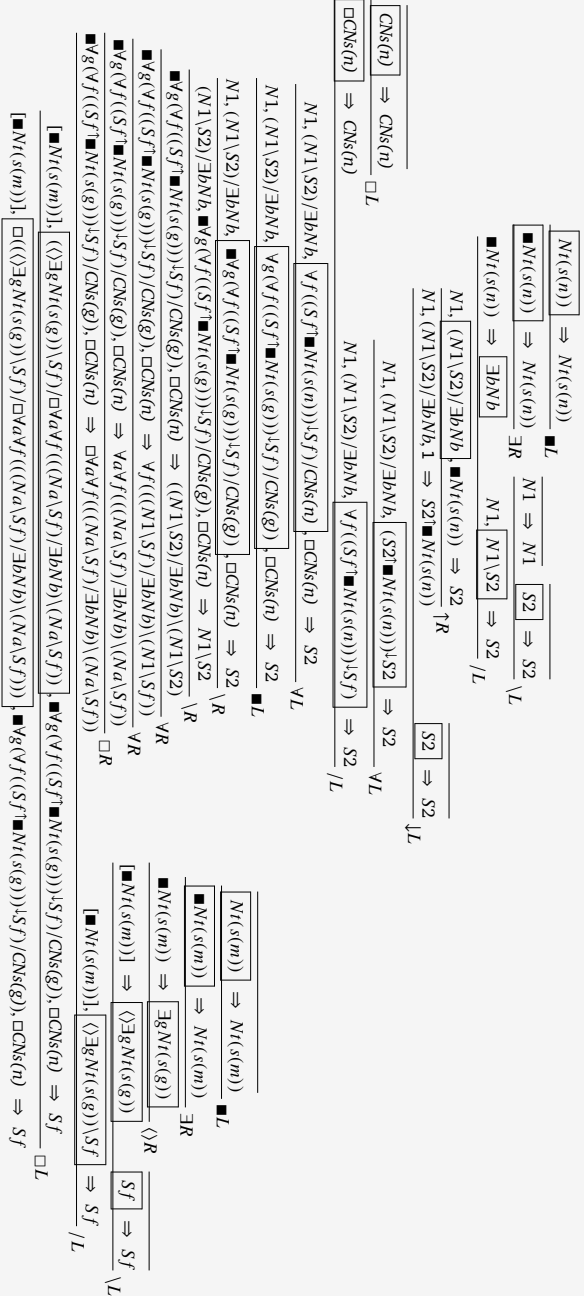 Nt(s(n)) ⇒ Nt(s(n))
■L
■Nt(s(n)) ⇒ Nt(s(n)) N1 ⇒ N1 S2 ⇒ S2
∃R \L
■Nt(s(n)) ⇒ ∃bNb N1, N1\S2 ⇒ S2
/L
N1, (N1\S2)/∃bNb, ■Nt(s(n)) ⇒ S2
↑R
N1, (N1\S2)/∃bNb, 1 ⇒ S2↑■Nt(s(n)) S2 ⇒ S2
↓L
CNs(n) ⇒ CNs(n) N1, (N1\S2)/∃bNb, (S2↑■Nt(s(n)))↓S2 ⇒ S2
□L ∀L
□CNs(n) ⇒ CNs(n) N1, (N1\S2)/∃bNb, ∀f((Sf↑■Nt(s(n)))↓Sf) ⇒ S2
/L
N1, (N1\S2)/∃bNb, ∀f((Sf↑■Nt(s(n)))↓Sf)/CNs(n), □CNs(n) ⇒ S2
∀L
N1, (N1\S2)/∃bNb, ∀g(∀f((Sf↑■Nt(s(g)))↓Sf)/CNs(g)), □CNs(n) ⇒ S2
■L
N1, (N1\S2)/∃bNb, ■∀g(∀f((Sf↑■Nt(s(g)))↓Sf)/CNs(g)), □CNs(n) ⇒ S2 Nt(s(m)) ⇒ Nt(s(m))
\R ■L
(N1\S2)/∃bNb, ■∀g(∀f((Sf↑■Nt(s(g)))↓Sf)/CNs(g)), □CNs(n) ⇒ N1\S2 ■Nt(s(m)) ⇒ Nt(s(m))
\R ∃R
■∀g(∀f((Sf↑■Nt(s(g)))↓Sf)/CNs(g)), □CNs(n) ⇒ ((N1\S2)/∃bNb)\(N1\S2) ■Nt(s(m)) ⇒ ∃gNt(s(g))
∀R ⟨⟩R
■∀g(∀f((Sf↑■Nt(s(g)))↓Sf)/CNs(g)), □CNs(n) ⇒ ∀f(((N1\Sf)/∃bNb)\(N1\Sf)) [■Nt(s(m))] ⇒ ⟨⟩∃gNt(s(g)) Sf ⇒ Sf
∀R \L
■∀g(∀f((Sf↑■Nt(s(g)))↓Sf)/CNs(g)), □CNs(n) ⇒ ∀a∀f(((Na\Sf)/∃bNb)\(Na\Sf))
□R
■∀g(∀f((Sf↑■Nt(s(g)))↓Sf)/CNs(g)), □CNs(n) ⇒ □∀a∀f(((Na\Sf)/∃bNb)\(Na\Sf)) [■Nt(s(m))], ⟨⟩∃gNt(s(g))\Sf ⇒ Sf
/L
[■Nt(s(m))], ((⟨⟩∃gNt(s(g))\Sf)/□∀a∀f(((Na\Sf)/∃bNb)\(Na\Sf))), ■∀g(∀f((Sf↑■Nt(s(g)))↓Sf)/CNs(g)), □CNs(n) ⇒ Sf
□L
[■Nt(s(m))], □((⟨⟩∃gNt(s(g))\Sf)/□∀a∀f(((Na\Sf)/∃bNb)\(Na\Sf))), ■∀g(∀f((Sf↑■Nt(s(g)))↓Sf)/CNs(g)), □CNs(n) ⇒ Sf